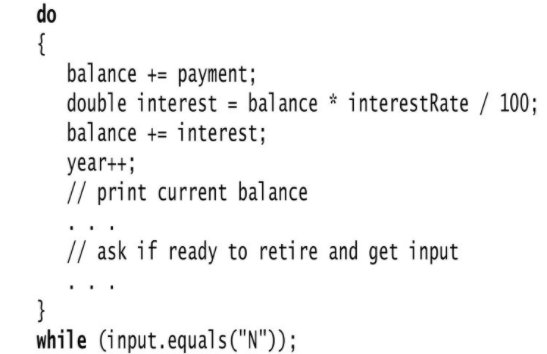 do
{
balance += payment;
double interest = balance * interestRate / 100;
balance += interest;
year++;
// print current balance
. . .
// ask if ready to retire and get input
. . .
}
while (input.equals("N"));